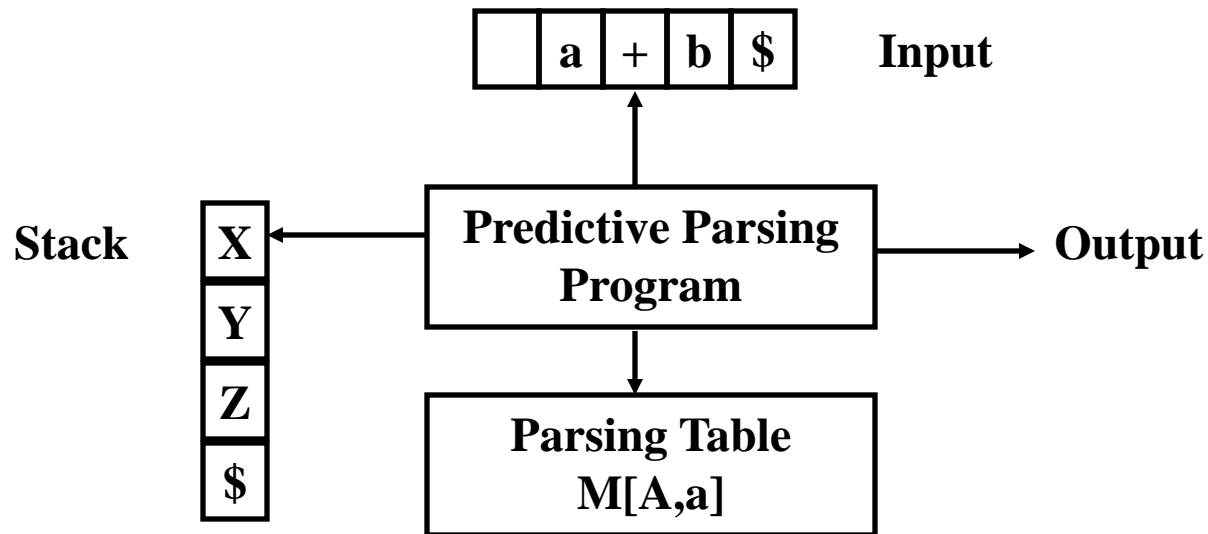 a + b $ Input
Stack
X
Y
Z
$
Predictive Parsing
Program
Output
Parsing Table
M[A,a]